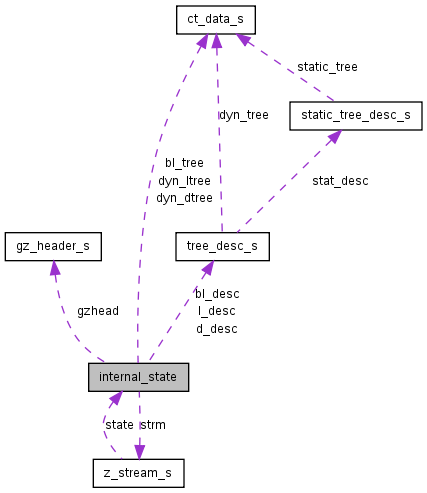 ct_data_s
static_tree
static_tree_desc_s
dyn_tree
bl_tree
dyn_ltree
dyn_dtree
stat_desc
gz_header_s
tree_desc_s
bl_desc
l_desc
d_desc
gzhead
internal_state
state
strm
z_stream_s